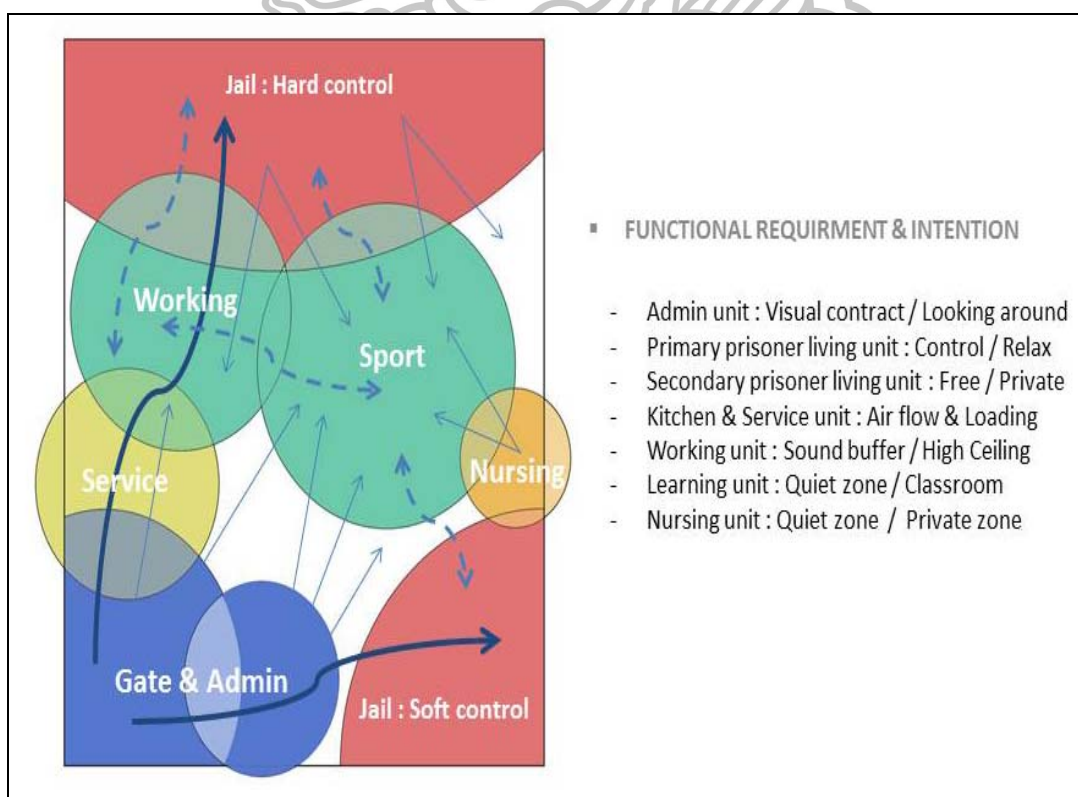 Jail : Hard control
Working
Sport
Service
Nursing
Gate & Admin
Jail : Soft control
▪ FUNCTIONAL REQUIRMENT & INTENTION
- Admin unit : Visual contract / Looking around
- Primary prisoner living unit : Control / Relax
- Secondary prisoner living unit : Free / Private
- Kitchen & Service unit : Air flow & Loading
- Working unit : Sound buffer / High Ceiling
- Learning unit : Quiet zone / Classroom
- Nursing unit : Quiet zone / Private zone